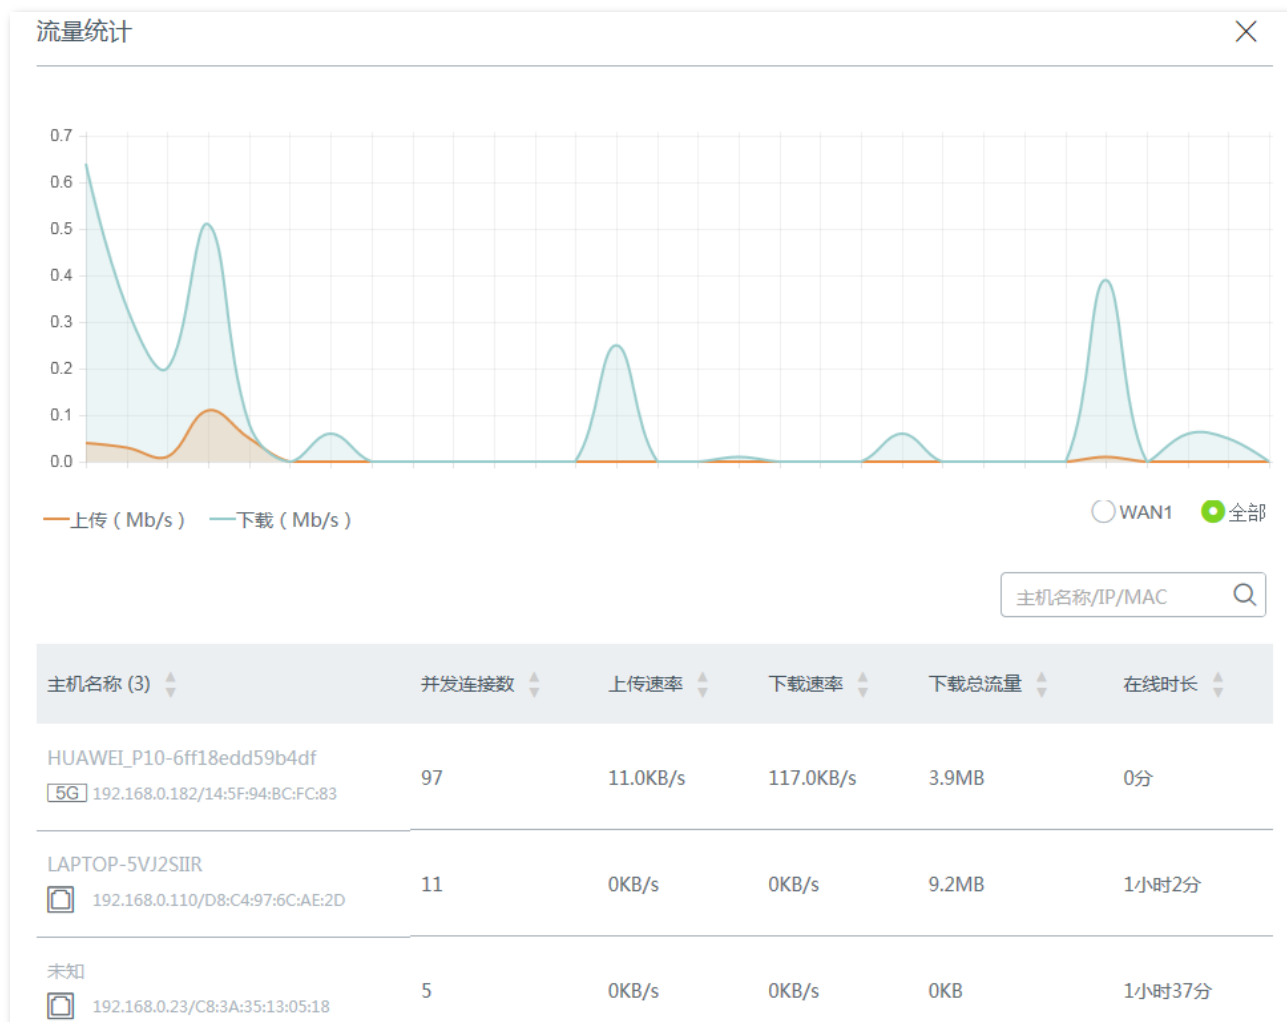 流量统计
0.7
0.6
0.5
0.4
0.3
0.2
0.1
0.0
上传 ( Mb/s ) 下载 ( Mb/s )
WAN1 全部
主机名称/IP/MAC
主机名称 (3) 并发连接数 上传速率 下载速率 下载总流量 在线时长
HUAWEI_P10-6ff18edd59b4df
97 11.0KB/s 117.0KB/s 3.9MB 0分
5G 192.168.0.182/14:5F:94:BC:FC:83
LAPTOP-5VJ2SIIR
11 0KB/s 0KB/s 9.2MB 1小时2分
192.168.0.110/D8:C4:97:6C:AE:2D
未知
5 0KB/s 0KB/s 0KB 1小时37分
192.168.0.23/C8:3A:35:13:05:18